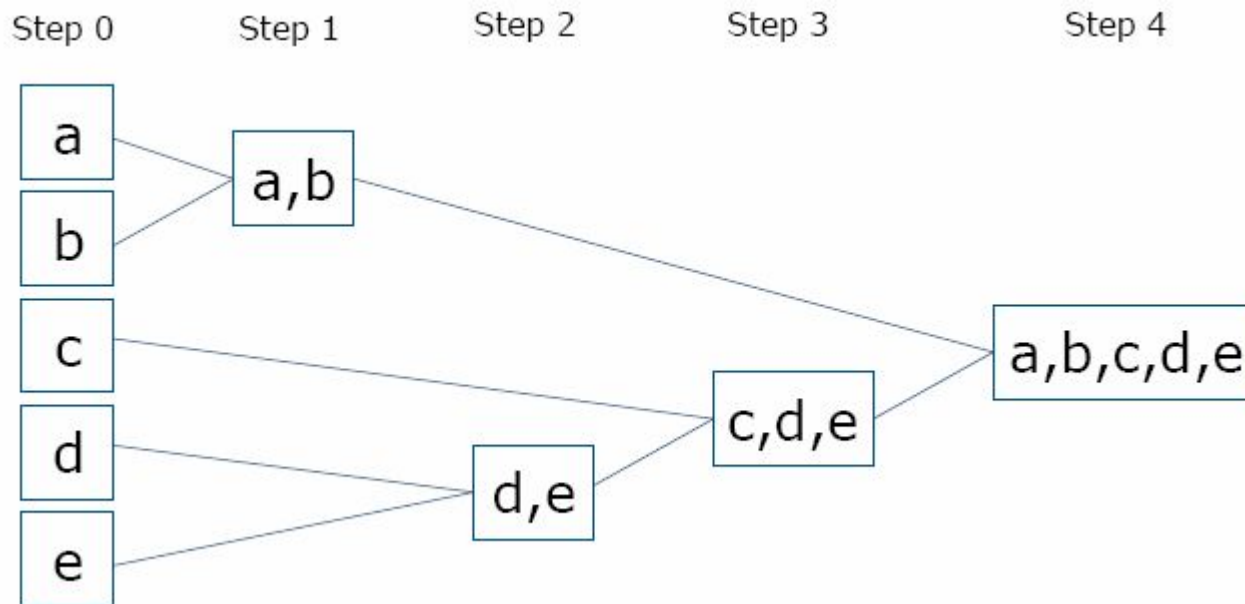 Step 0 Step 1 Step 2 Step 3 Step 4
a
a,b
b
c
a,b,c,d,e
c,d,e
d
d,e
e